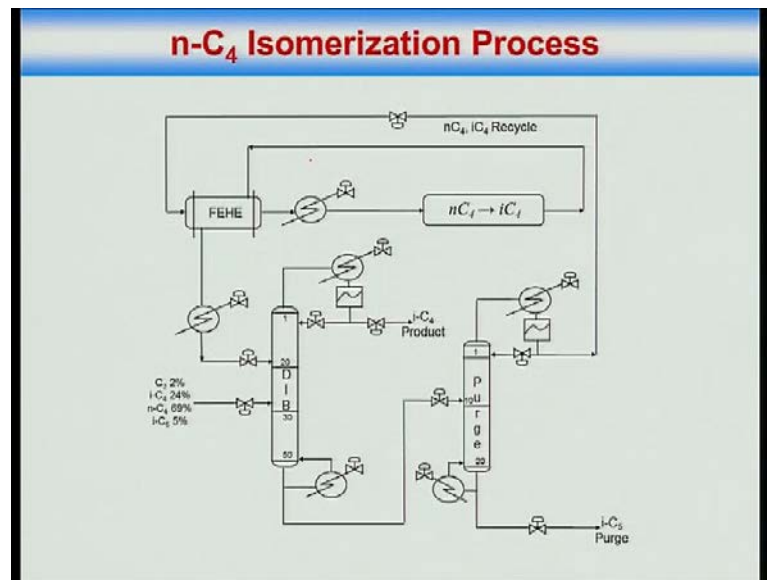 n-C₄ Isomerization Process
nC₄, iC₄ Recycle
FEHE
nC₄ → iC₄
1
i-C₄
Product
20
D
I
B
30
50
C₃ 2%
i-C₄ 24%
n-C₄ 69%
i-C₅ 5%
1
P
u
10
r
g
e
20
i-C₅
Purge